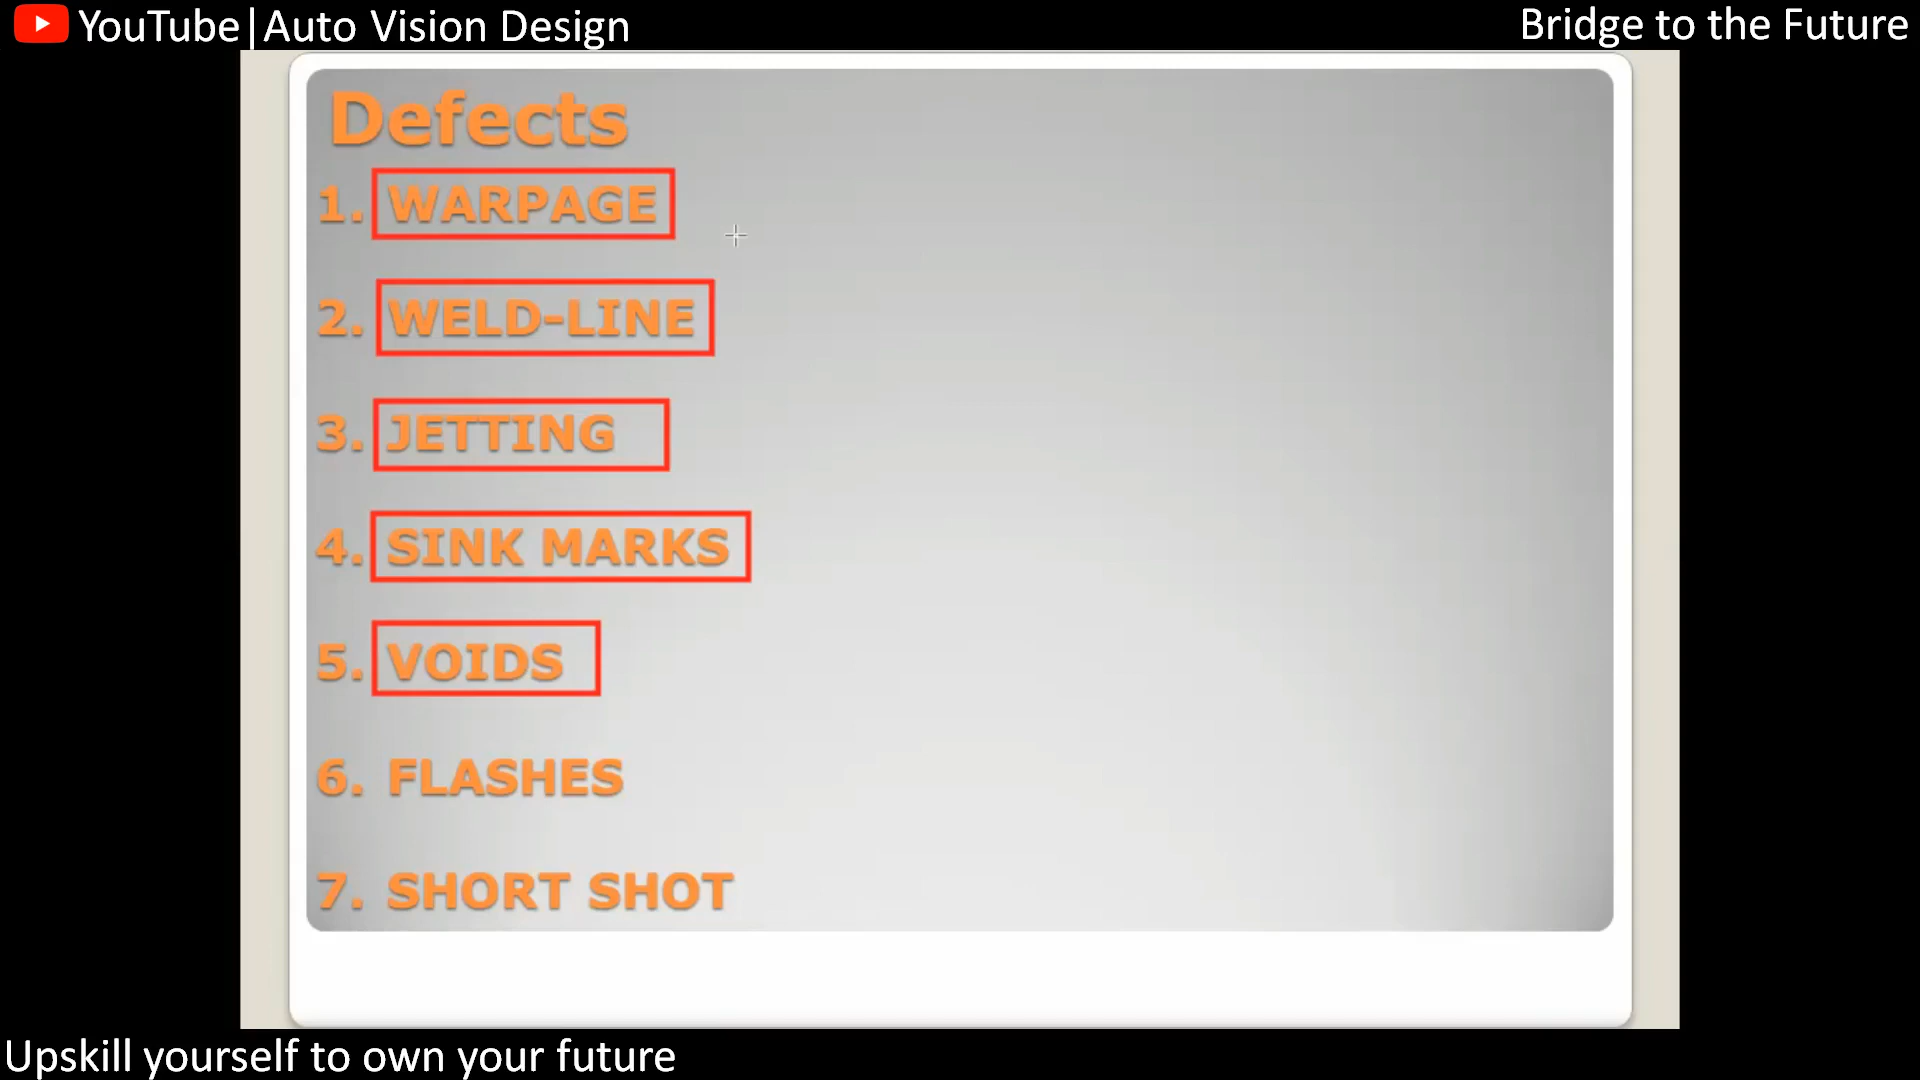 YouTube|Auto Vision Design
Bridge to the Future
Defects
1. WARPAGE
2. WELD-LINE
3. JETTING
4. SINK MARKS
5. VOIDS
6. FLASHES
7. SHORT SHOT
Upskill yourself to own your future